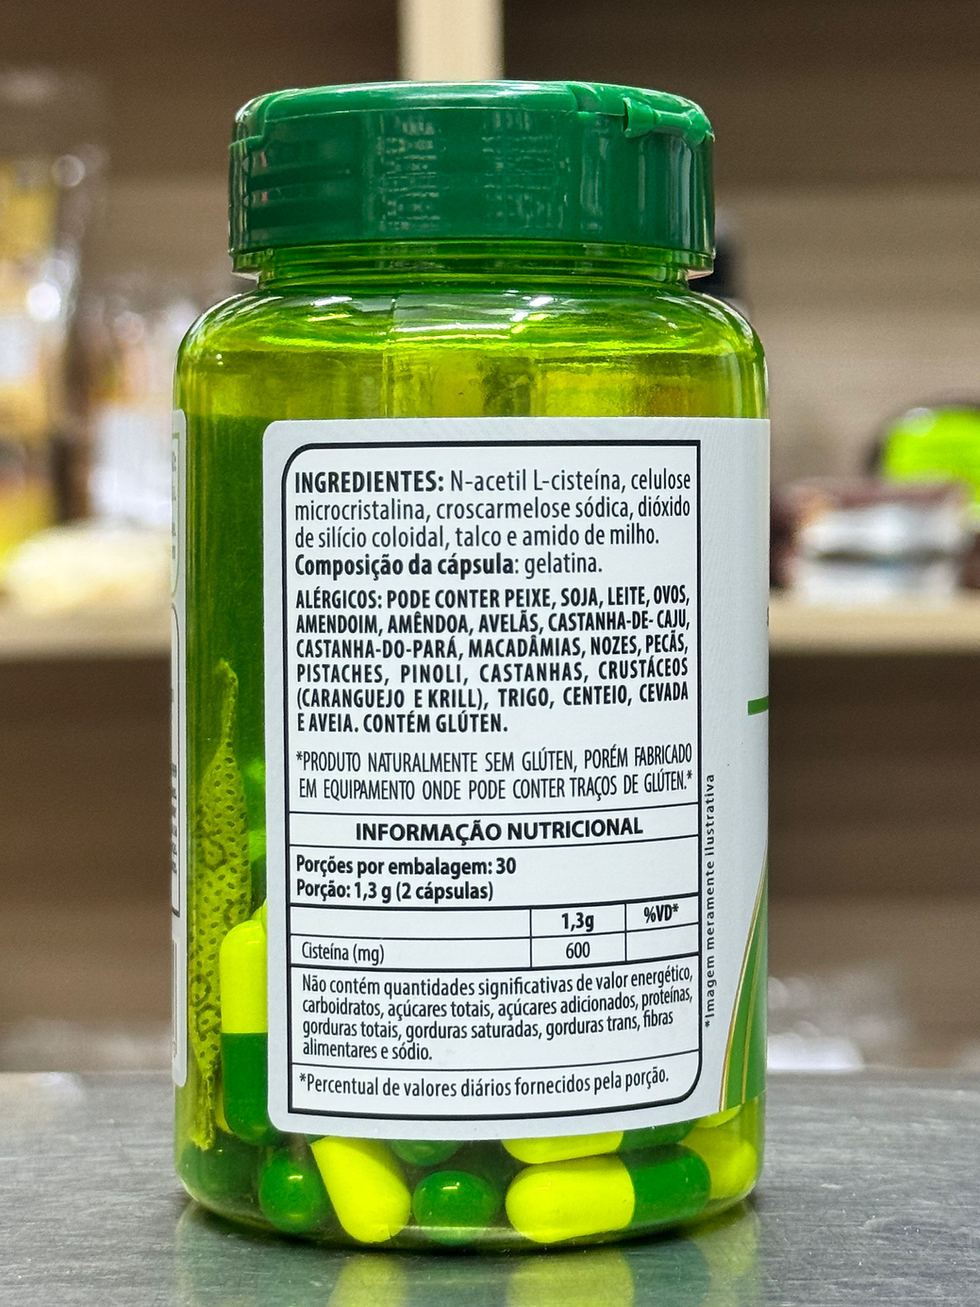 INGREDIENTES: N-acetil L-cisteína, celulose
microcristalina, croscarmelose sódica, dióxido
de silício coloidal, talco e amido de milho.
Composição da cápsula: gelatina.
ALÉRGICOS: PODE CONTER PEIXE, SOJA, LEITE, OVOS,
AMENDOIM, AMÊNDOA, AVELÃS, CASTANHA-DE- CAJU,
CASTANHA-DO-PARÁ, MACADÂMIAS, NOZES, PECÃS,
PISTACHES, PINOLI, CASTANHAS, CRUSTÁCEOS
(CARANGUEJO E KRILL), TRIGO, CENTEIO, CEVADA
E AVEIA. CONTÉM GLÚTEN.
*PRODUTO NATURALMENTE SEM GLÚTEN, PORÉM FABRICADO
EM EQUIPAMENTO ONDE PODE CONTER TRAÇOS DE GLÚTEN.*
INFORMAÇÃO NUTRICIONAL
Porções por embalagem: 30
Porção: 1,3 g (2 cápsulas)
1,3g %VD*
Cisteína (mg) 600
Não contém quantidades significativas de valor energético,
carboidratos, açúcares totais, açúcares adicionados, proteínas,
gorduras totais, gorduras saturadas, gorduras trans, fibras
alimentares e sódio.
*Percentual de valores diários fornecidos pela porção.
*Imagem meramente ilustrativa